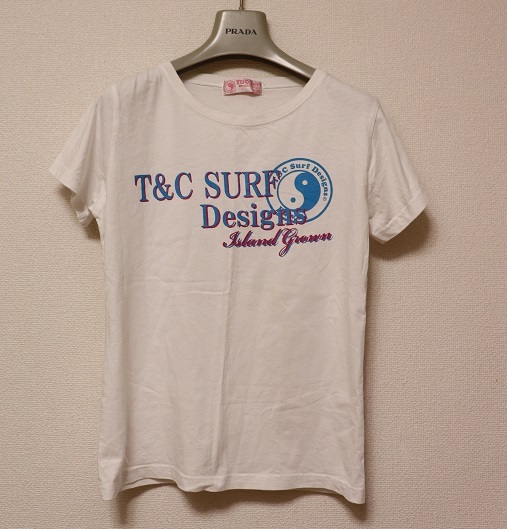 PRADA
T&C SURF
Designs
Island Grown
T&C Surf Designs